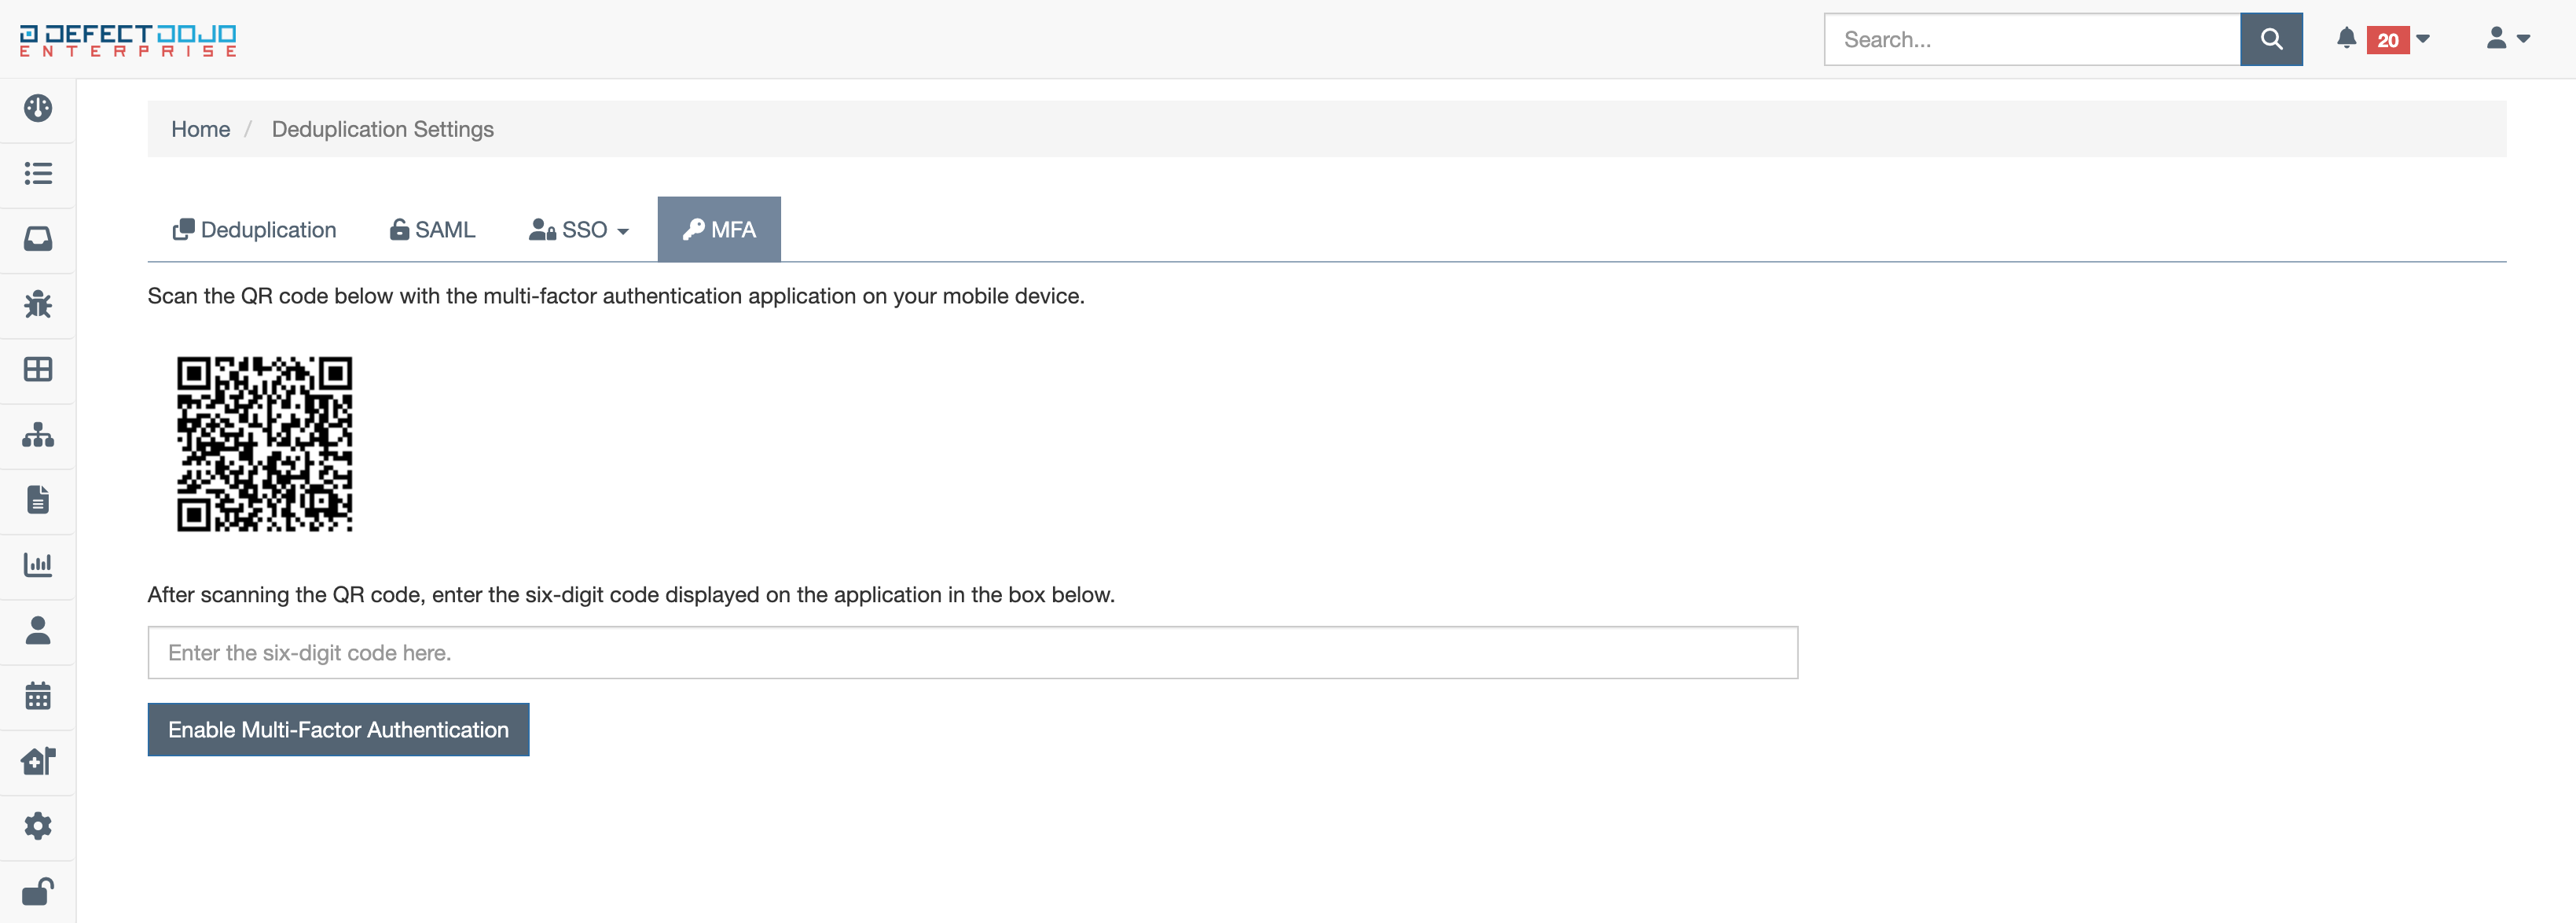 DEFECTDOJO
ENTERPRISE
Search...
20
Home / Deduplication Settings
Deduplication SAML SSO MFA
Scan the QR code below with the multi-factor authentication application on your mobile device.
After scanning the QR code, enter the six-digit code displayed on the application in the box below.
Enter the six-digit code here.
Enable Multi-Factor Authentication